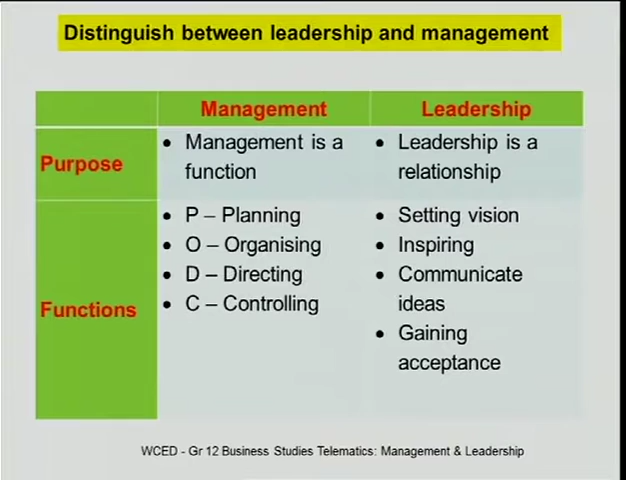 Distinguish between leadership and management
Management Leadership
Purpose
• Management is a
function
• Leadership is a
relationship
Functions
• P – Planning
• O – Organising
• D – Directing
• C – Controlling
• Setting vision
• Inspiring
• Communicate
ideas
• Gaining
acceptance
WCED - Gr 12 Business Studies Telematics: Management & Leadership